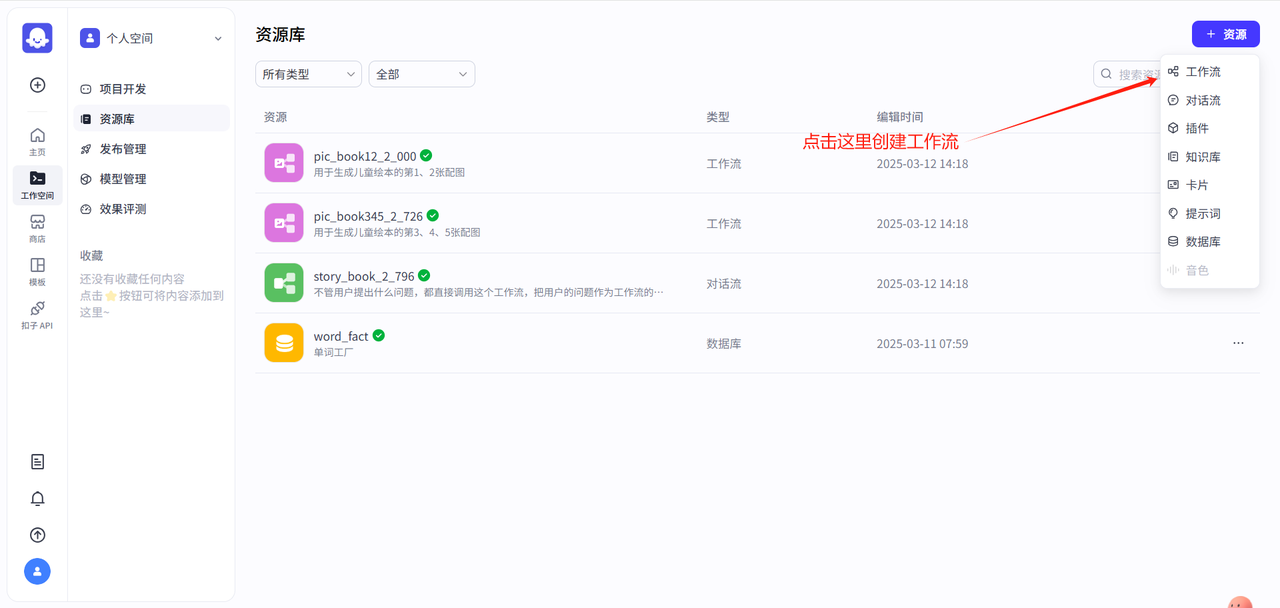 个人空间
项目开发
资源库
发布管理
模型管理
效果评测
收藏
还没有收藏任何内容
点击⭐按钮可将内容添加到
这里~
主页
工作空间
商店
模板
扣子 API
资源库
+ 资源
所有类型
全部
搜索资
工作流
对话流
插件
知识库
卡片
提示词
数据库
音色
点击这里创建工作流
资源 类型 编辑时间
pic_book12_2_000
用于生成儿童绘本的第1、2张配图
工作流 2025-03-12 14:18
pic_book345_2_726
用于生成儿童绘本的第3、4、5张配图
工作流 2025-03-12 14:18
story_book_2_796
不管用户提出什么问题，都直接调用这个工作流，把用户的问题作为工作流的···
对话流 2025-03-12 14:18
word_fact
单词工厂
数据库 2025-03-11 07:59